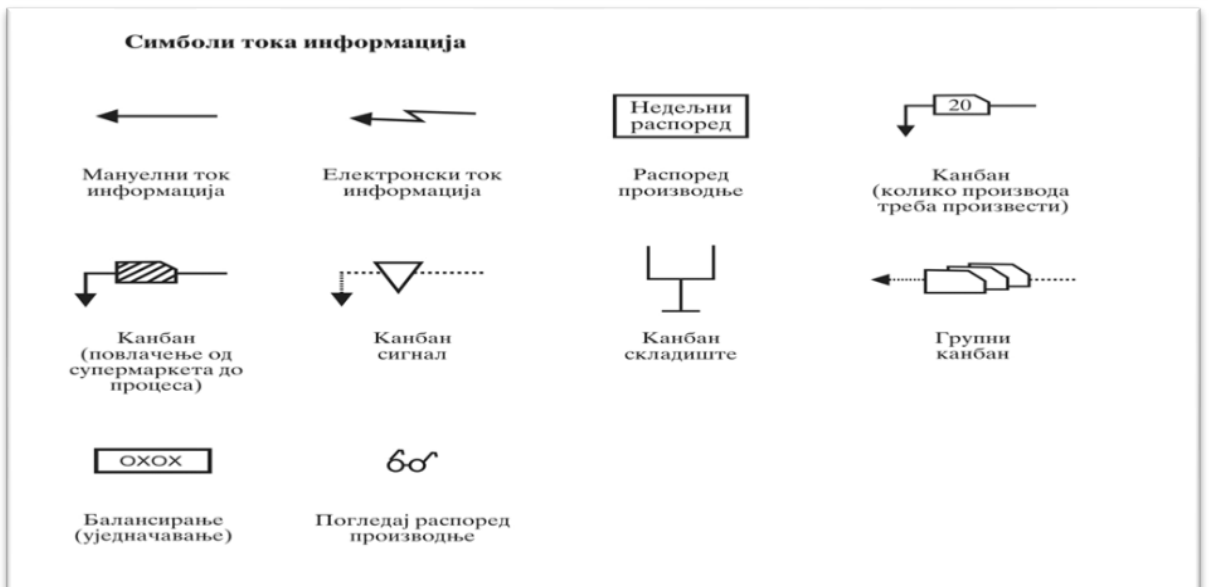 Симболи тока информација
Недељни
распоред
20
Мануелни ток
информација
Електронски ток
информација
Распоред
производње
Канбан
(колико производа
треба произвести)
Канбан
(повлачење од
супермаркета до
процеса)
Канбан
сигнал
Канбан
складиште
Групни
канбан
OXOX
Балансирање
(уједначавање)
Погледај распоред
производње